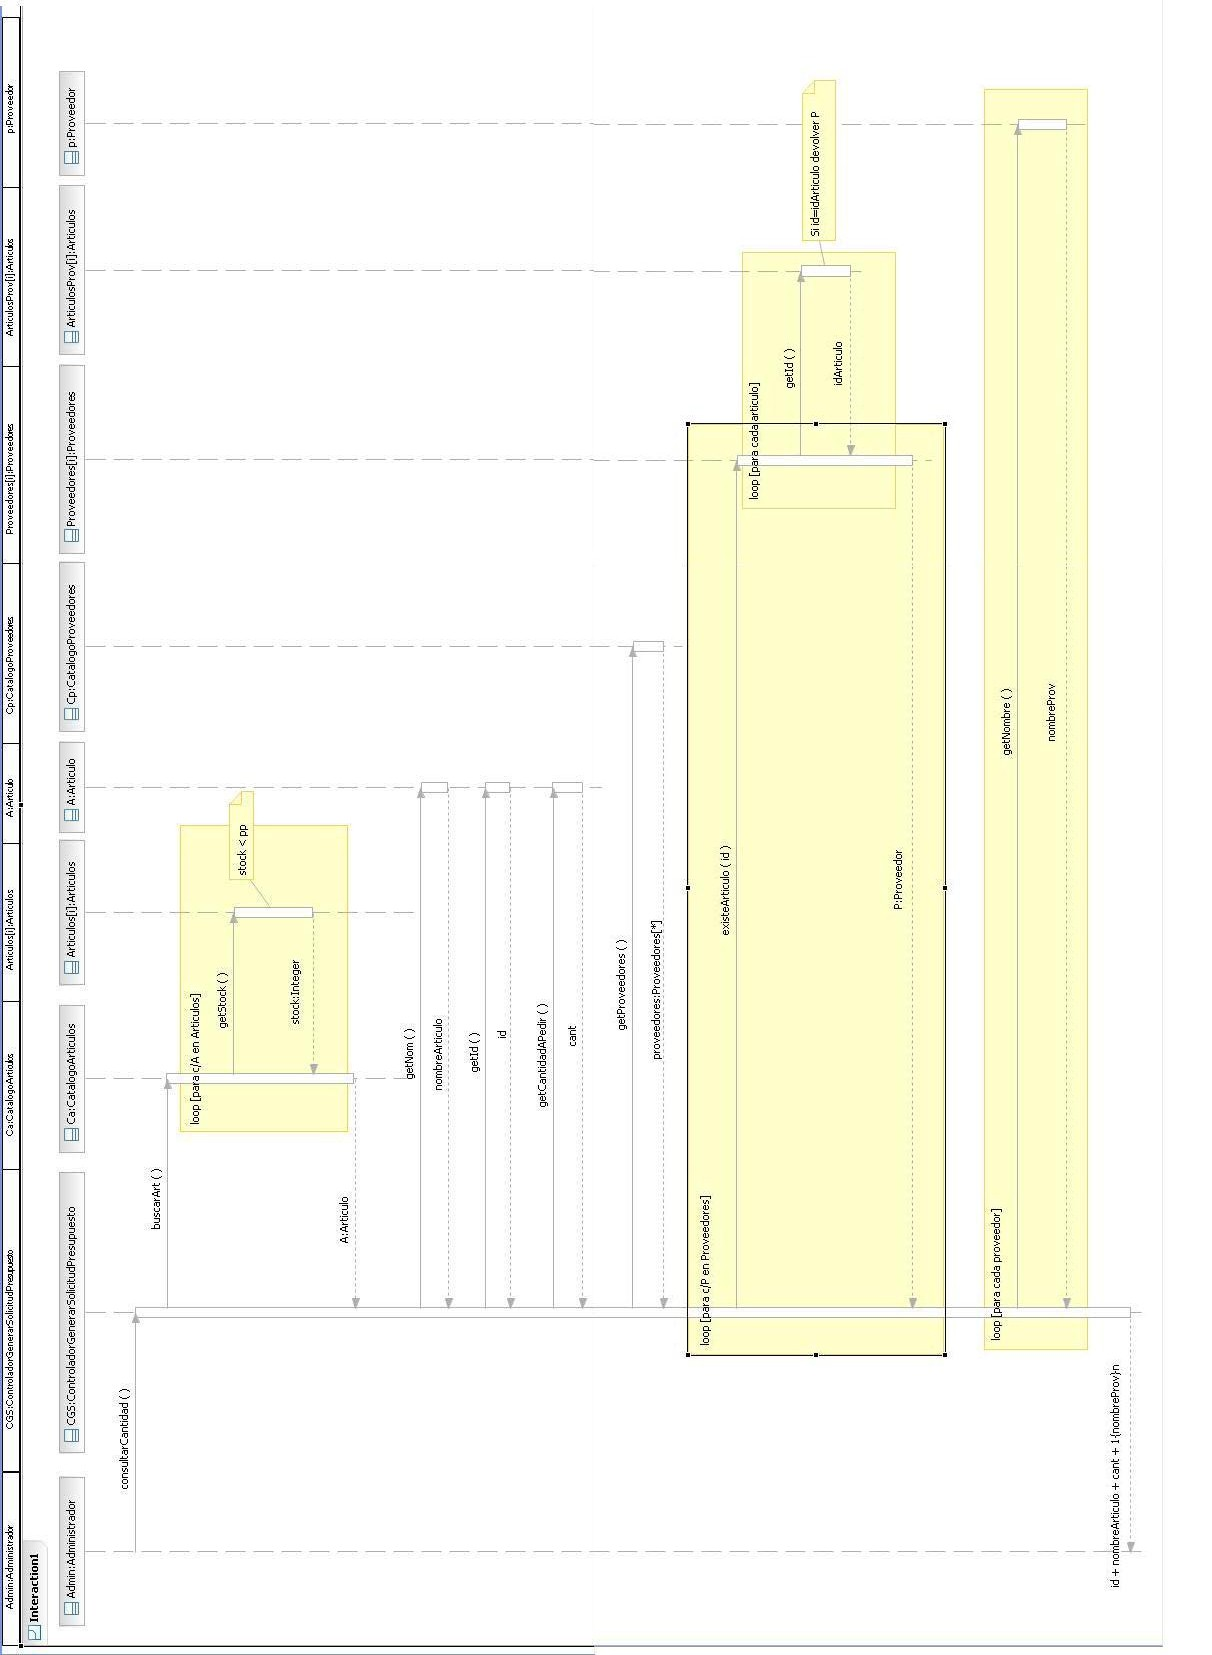 Admin:Administrador
CGS:ControladorGenerarSolicitudPresupuesto
Ca:CatalogoArticulos
Articulos[i]:Articulos
A:Articulo
Cp:CatalogoProveedores
Proveedores[i]:Proveedores
ArticulosProv[i]:Articulos
p:Proveedor
Interaction1
Admin:Administrador
CGS:ControladorGenerarSolicitudPresupuesto
Ca:CatalogoArticulos
Articulos[i]:Articulos
A:Articulo
Cp:CatalogoProveedores
Proveedores[i]:Proveedores
ArticulosProv[i]:Articulos
p:Proveedor
consultarCantidad ( )
buscarArt ( )
loop [para c/A en Articulos]
getStock ( )
stock < pp
stock:Integer
A:Articulo
getNom ( )
nombreArticulo
getId ( )
id
getCantidadAPedir ( )
cant
getProveedores ( )
proveedores:Proveedores[*]
loop [para c/P en Proveedores]
existeArticulo ( id )
loop [para cada articulo]
getId ( )
Si id=idArticulo devolver P
idArticulo
P:Proveedor
loop [para cada proveedor]
getNombre ( )
nombreProv
id + nombreArticulo + cant + 1{nombreProv}n